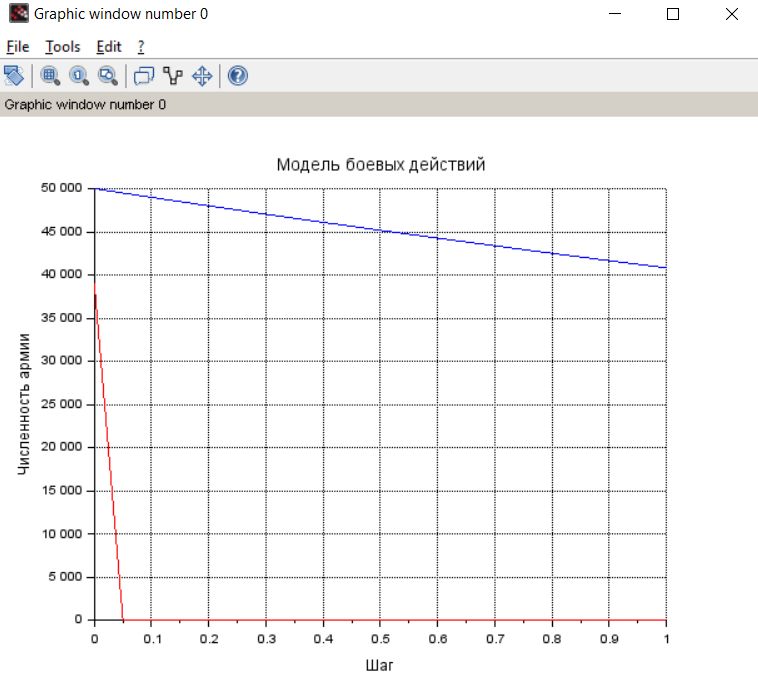 Graphic window number 0
File Tools Edit ?
Graphic window number 0
Модель боевых действий
50 000
45 000
40 000
35 000
30 000
25 000
20 000
15 000
10 000
5 000
0
Численность армии
0 0.1 0.2 0.3 0.4 0.5 0.6 0.7 0.8 0.9 1
Шаг